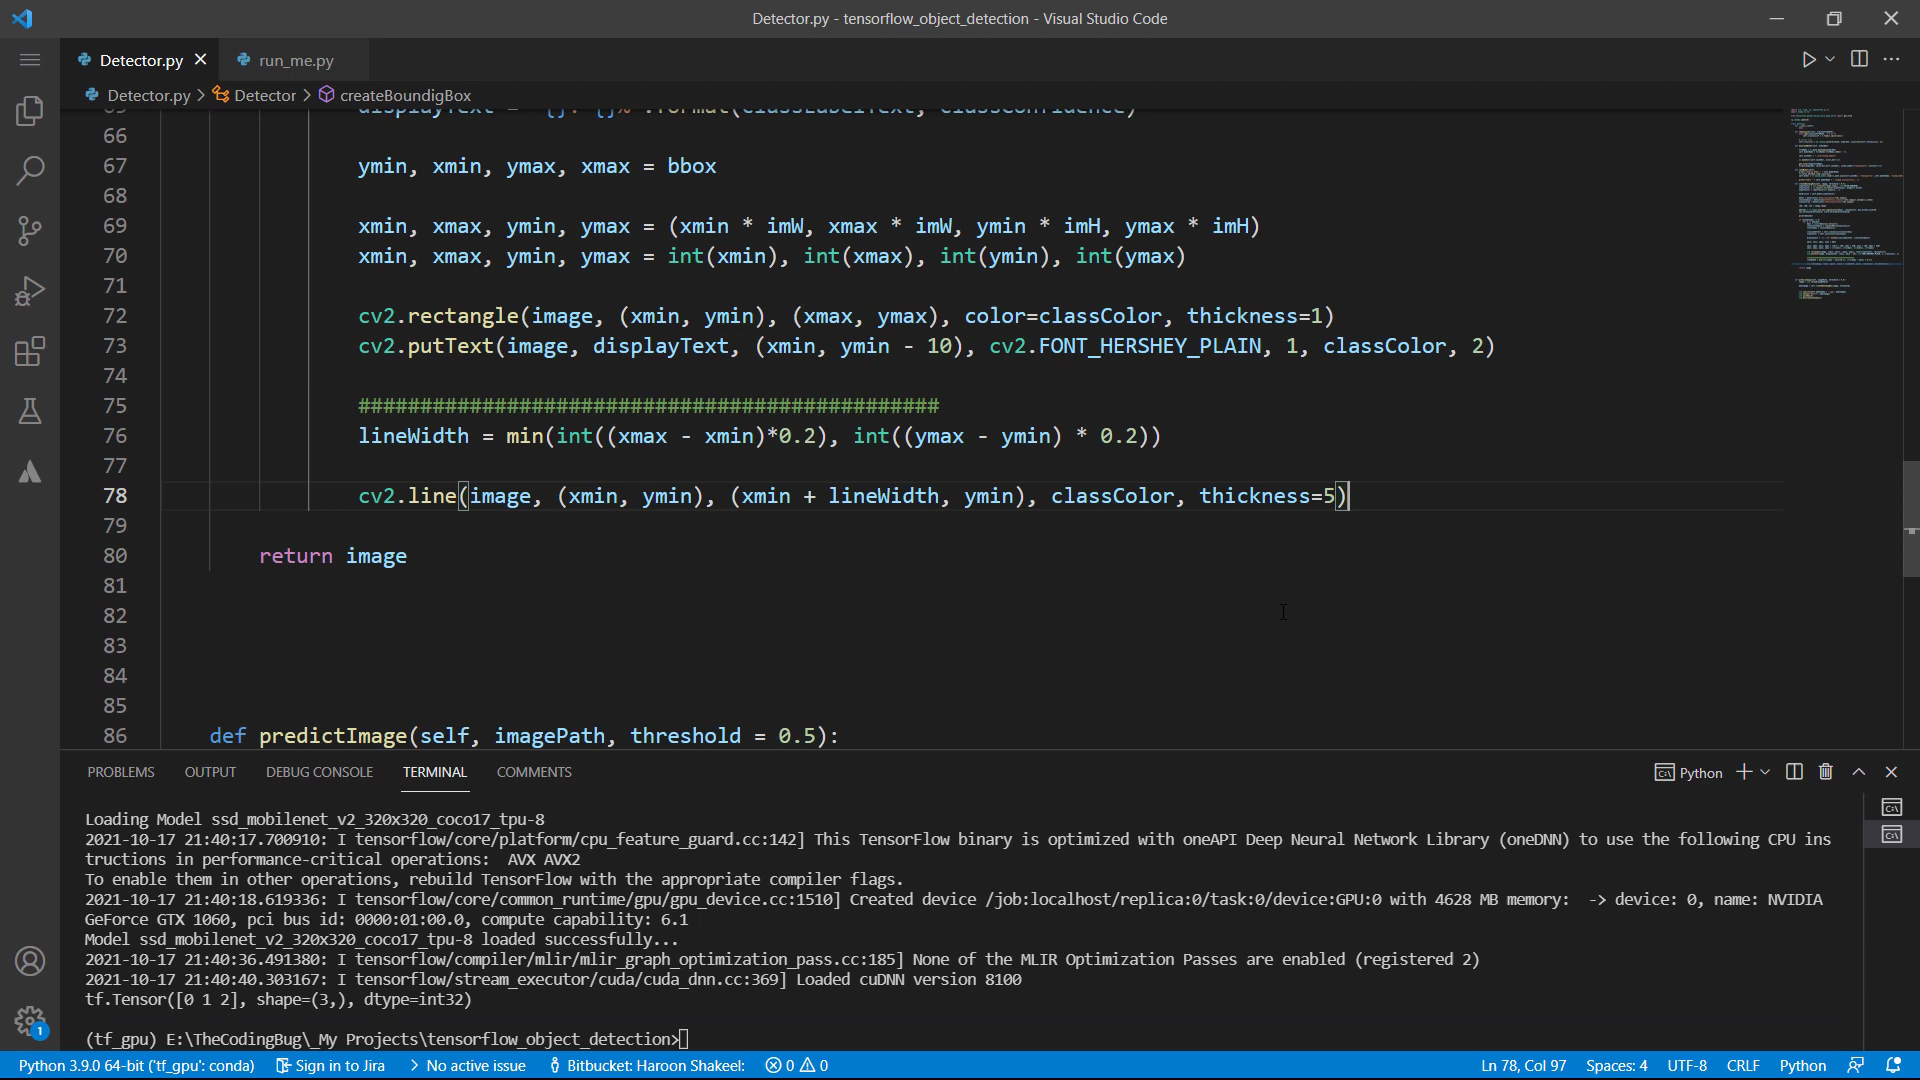 Detector.py - tensorflow_object_detection - Visual Studio Code
Detector.py run_me.py
Detector.py > Detector > createBoundigBox
66
67 ymin, xmin, ymax, xmax = bbox
68
69 xmin, xmax, ymin, ymax = (xmin * imW, xmax * imW, ymin * imH, ymax * imH)
70 xmin, xmax, ymin, ymax = int(xmin), int(xmax), int(ymin), int(ymax)
71
72 cv2.rectangle(image, (xmin, ymin), (xmax, ymax), color=classColor, thickness=1)
73 cv2.putText(image, displayText, (xmin, ymin - 10), cv2.FONT_HERSHEY_PLAIN, 1, classColor, 2)
74
75 ###############################################
76 lineWidth = min(int((xmax - xmin)*0.2), int((ymax - ymin) * 0.2))
77
78 cv2.line(image, (xmin, ymin), (xmin + lineWidth, ymin), classColor, thickness=5)
79
80 return image
81
82
83
84
85
86 def predictImage(self, imagePath, threshold = 0.5):
PROBLEMS OUTPUT DEBUG CONSOLE TERMINAL COMMENTS
Python
Loading Model ssd_mobilenet_v2_320x320_coco17_tpu-8
2021-10-17 21:40:17.700910: I tensorflow/core/platform/cpu_feature_guard.cc:142] This TensorFlow binary is optimized with oneAPI Deep Neural Network Library (oneDNN) to use the following CPU ins
tructions in performance-critical operations:  AVX AVX2
To enable them in other operations, rebuild TensorFlow with the appropriate compiler flags.
2021-10-17 21:40:18.619336: I tensorflow/core/common_runtime/gpu/gpu_device.cc:1510] Created device /job:localhost/replica:0/task:0/device:GPU:0 with 4628 MB memory:  -> device: 0, name: NVIDIA
GeForce GTX 1060, pci bus id: 0000:01:00.0, compute capability: 6.1
Model ssd_mobilenet_v2_320x320_coco17_tpu-8 loaded successfully...
2021-10-17 21:40:36.491380: I tensorflow/compiler/mlir/mlir_graph_optimization_pass.cc:185] None of the MLIR Optimization Passes are enabled (registered 2)
2021-10-17 21:40:40.303167: I tensorflow/stream_executor/cuda/cuda_dnn.cc:369] Loaded cuDNN version 8100
tf.Tensor([0 1 2], shape=(3,), dtype=int32)
(tf_gpu) E:\TheCodingBug\_My Projects\tensorflow_object_detection>
1
Python 3.9.0 64-bit ('tf_gpu': conda) Sign in to Jira > No active issue Bitbucket: Haroon Shakeel: 0 0 Ln 78, Col 97 Spaces: 4 UTF-8 CRLF Python